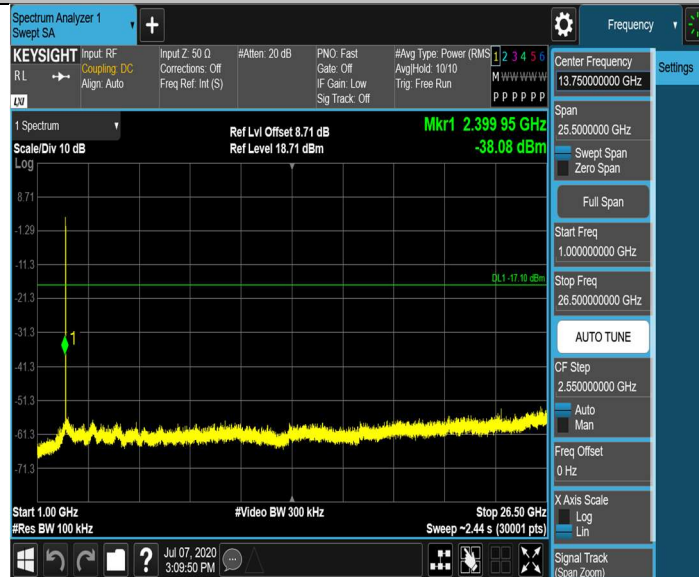 Spectrum Analyzer 1
Swept SA
Frequency
KEYSIGHT
RL
LXI
Input: RF
Coupling: DC
Align: Auto
Input Z: 50 Ω
Corrections: Off
Freq Ref: Int (S)
#Atten: 20 dB
PNO: Fast
Gate: Off
IF Gain: Low
Sig Track: Off
#Avg Type: Power (RMS
Avg|Hold: 10/10
Trig: Free Run
1 2 3 4 5 6
M W W W W W
P P P P P P
Settings
1 Spectrum
Scale/Div 10 dB
Log
Ref Lvl Offset 8.71 dB
Ref Level 18.71 dBm
Mkr1 2.399 95 GHz
-38.08 dBm
8.71
-1.29
-11.3
-21.3
-31.3
-41.3
-51.3
-61.3
-71.3
DL1 -17.10 dBm
1
Start 1.00 GHz
#Res BW 100 kHz
#Video BW 300 kHz
Stop 26.50 GHz
Sweep ~2.44 s (30001 pts)
Center Frequency
13.750000000 GHz
Span
25.5000000 GHz
Swept Span
Zero Span
Full Span
Start Freq
1.000000000 GHz
Stop Freq
26.500000000 GHz
AUTO TUNE
CF Step
2.550000000 GHz
Auto
Man
Freq Offset
0 Hz
X Axis Scale
Log
Lin
Signal Track
(Span Zoom)
?
Jul 07, 2020
3:09:50 PM